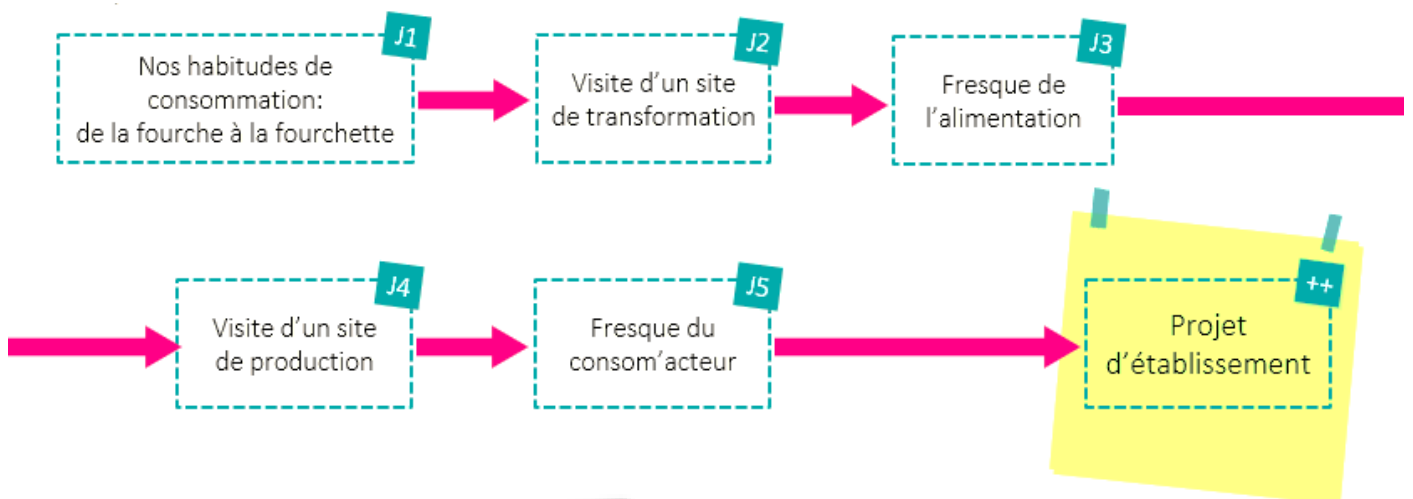 J1
Nos habitudes de
consommation:
de la fourche à la fourchette
J2
Visite d'un site
de transformation
J3
Fresque de
l'alimentation
J4
Visite d'un site
de production
J5
Fresque du
consom'acteur
++
Projet
d'établissement